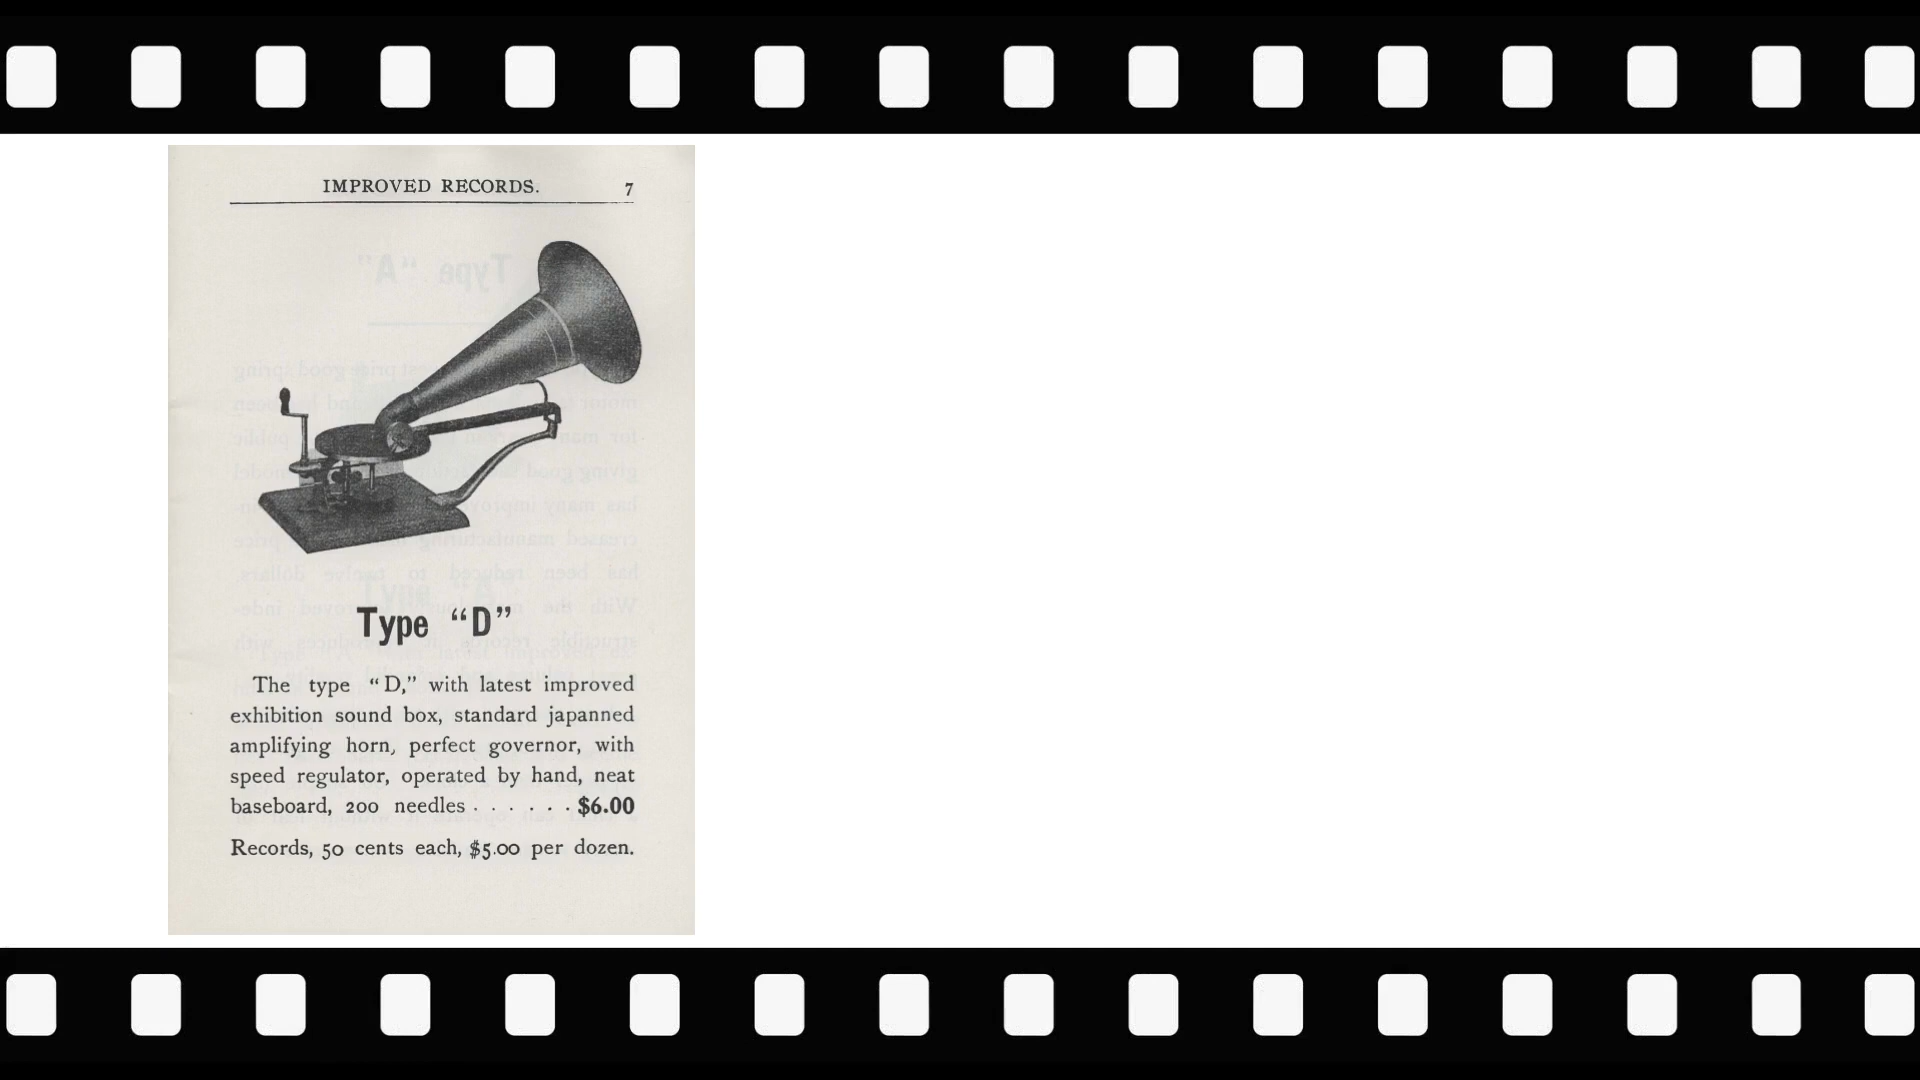 IMPROVED RECORDS. 7
Type “D”
The type “D,” with latest improved
exhibition sound box, standard japanned
amplifying horn, perfect governor, with
speed regulator, operated by hand, neat
baseboard, 200 needles . . . . . . $6.00
Records, 50 cents each, $5.00 per dozen.